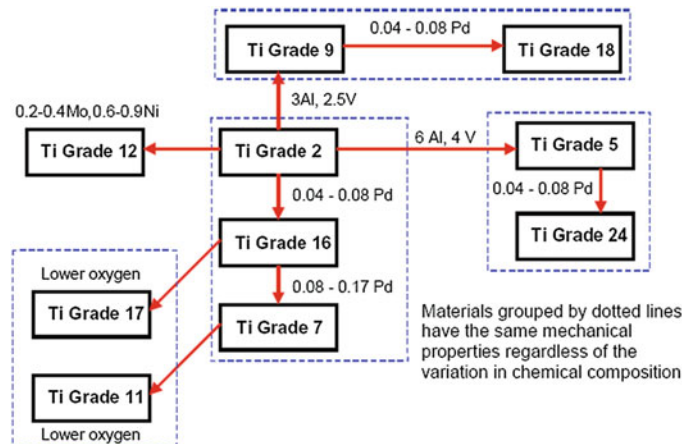 0.04 - 0.08 Pd
Ti Grade 9
Ti Grade 18
3Al, 2.5V
0.2-0.4Mo,0.6-0.9Ni
Ti Grade 12
Ti Grade 2
6 Al, 4 V
Ti Grade 5
0.04 - 0.08 Pd
0.04 - 0.08 Pd
Ti Grade 16
Ti Grade 24
Lower oxygen
0.08 - 0.17 Pd
Ti Grade 17
Ti Grade 7
Materials grouped by dotted lines
have the same mechanical
properties regardless of the
variation in chemical composition
Ti Grade 11
Lower oxygen